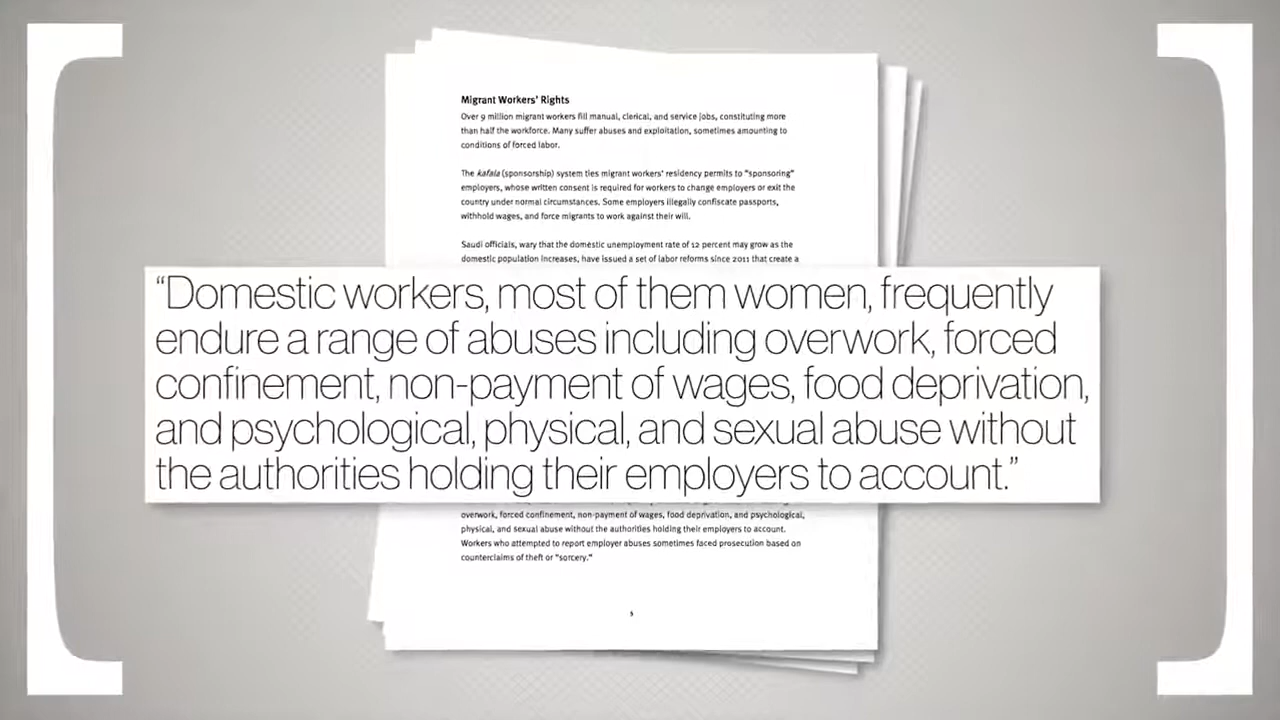 Migrant Workers' Rights
Over 9 million migrant workers fill manual, clerical, and service jobs, constituting more
than half the workforce. Many suffer abuses and exploitation, sometimes amounting to
conditions of forced labor.
The kafala (sponsorship) system ties migrant workers' residency permits to "sponsoring"
employers, whose written consent is required for workers to change employers or exit the
country under normal circumstances. Some employers illegally confiscate passports,
withhold wages, and force migrants to work against their will.
Saudi officials, wary that the domestic unemployment rate of 12 percent may grow as the
domestic population increases, have issued a set of labor reforms since 2011 that create a
“Domestic workers, most of them women, frequently
endure a range of abuses including overwork, forced
confinement, non-payment of wages, food deprivation,
and psychological, physical, and sexual abuse without
the authorities holding their employers to account.”
overwork, forced confinement, non-payment of wages, food deprivation, and psychological,
physical, and sexual abuse without the authorities holding their employers to account.
Workers who attempted to report employer abuses sometimes faced prosecution based on
counterclaims of theft or "sorcery."